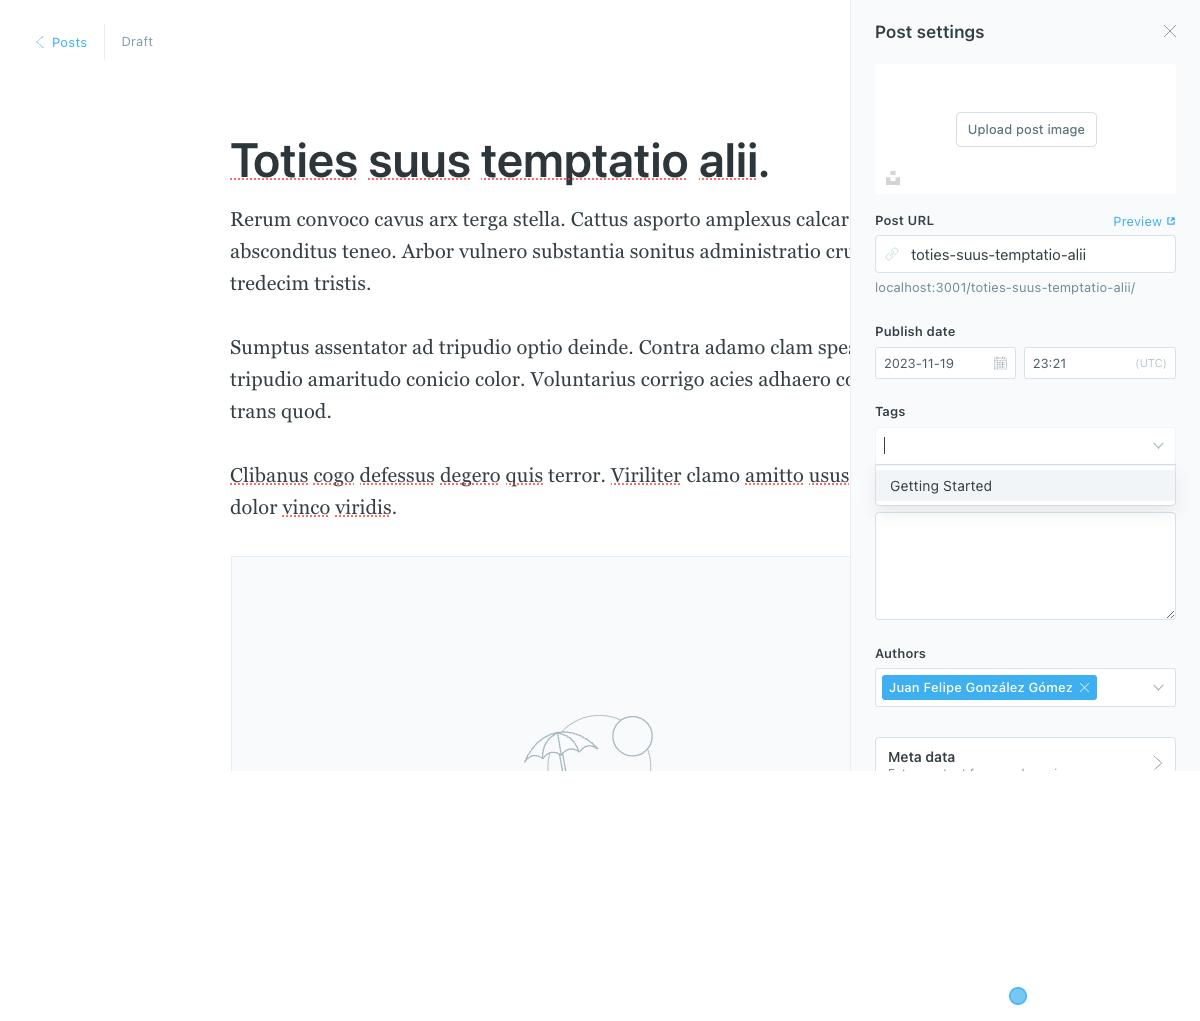 Posts
Draft
Toties suus temptatio alii.
Rerum convoco cavus arx terga stella. Cattus asporto amplexus calcar
absconditus teneo. Arbor vulnero substantia sonitus administratio
tredecim tristis.
Sumptus assentator ad tripudio optio deinde. Contra adamo clam
tripudio amaritudo conicio color. Voluntarius corrigo acies adhaero
trans quod.
Clibanus cogo defessus degero quis terror. Viriliter clamo amitto usus
dolor vinco viridis.
Post settings
Upload post image
Post URL
Preview
toties-suus-temptatio-alii
localhost:3001/toties-suus-temptatio-alii/
Publish date
2023-11-19
23:21
(UTC)
Tags
Getting Started
Authors
Juan Felipe González Gómez
Meta data